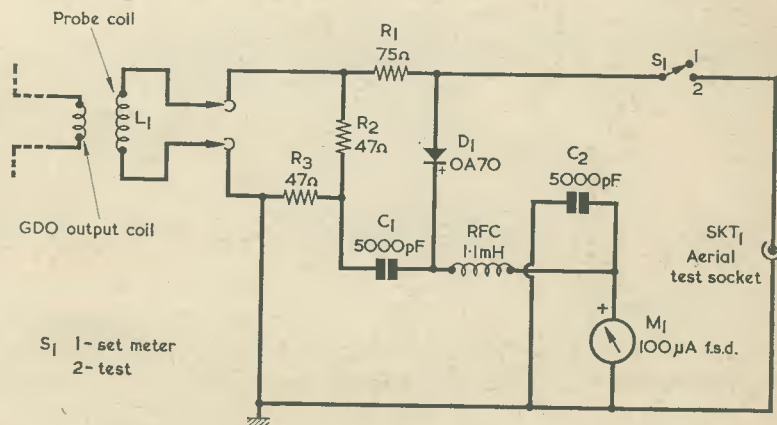 Probe coil
L1
GDO output coil
R1
75Ω
R2
47Ω
R3
47Ω
D1
OA70
+
C1
5000pF
RFC
1·1mH
C2
5000pF
S1
1
2
SKT1
Aerial
test socket
+
M1
100µA f.s.d.
S1 1-set meter
2-test